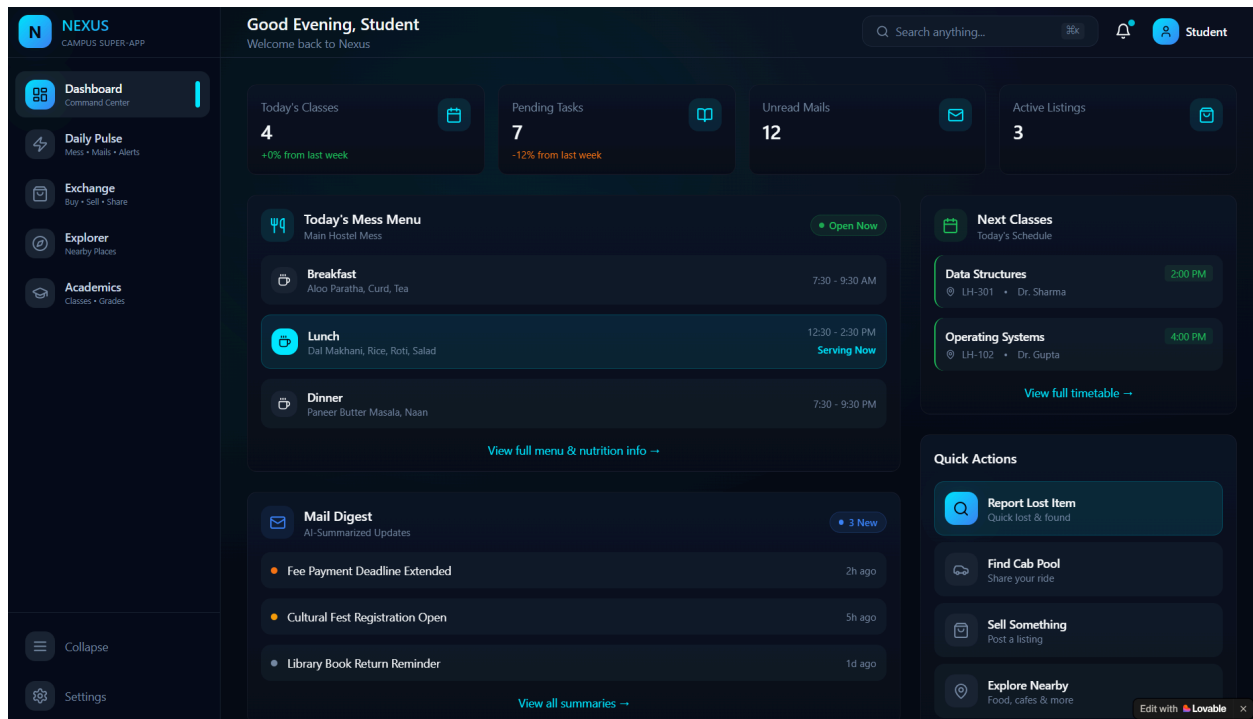 N
NEXUS
CAMPUS SUPER-APP
Dashboard
Command Center
Daily Pulse
Mess • Mails • Alerts
Exchange
Buy • Sell • Share
Explorer
Nearby Places
Academics
Classes • Grades
Collapse
Settings
Good Evening, Student
Welcome back to Nexus
Search anything...
⌘K
Student
Today's Classes
4
+0% from last week
Pending Tasks
7
-12% from last week
Unread Mails
12
Active Listings
3
Today's Mess Menu
Main Hostel Mess
Open Now
Breakfast
Aloo Paratha, Curd, Tea
7:30 - 9:30 AM
Lunch
Dal Makhani, Rice, Roti, Salad
12:30 - 2:30 PM
Serving Now
Dinner
Paneer Butter Masala, Naan
7:30 - 9:30 PM
View full menu & nutrition info →
Mail Digest
AI-Summarized Updates
3 New
Fee Payment Deadline Extended
2h ago
Cultural Fest Registration Open
5h ago
Library Book Return Reminder
1d ago
View all summaries →
Next Classes
Today's Schedule
Data Structures
2:00 PM
LH-301 • Dr. Sharma
Operating Systems
4:00 PM
LH-102 • Dr. Gupta
View full timetable →
Quick Actions
Report Lost Item
Quick lost & found
Find Cab Pool
Share your ride
Sell Something
Post a listing
Explore Nearby
Food, cafes & more
Edit with Lovable ×